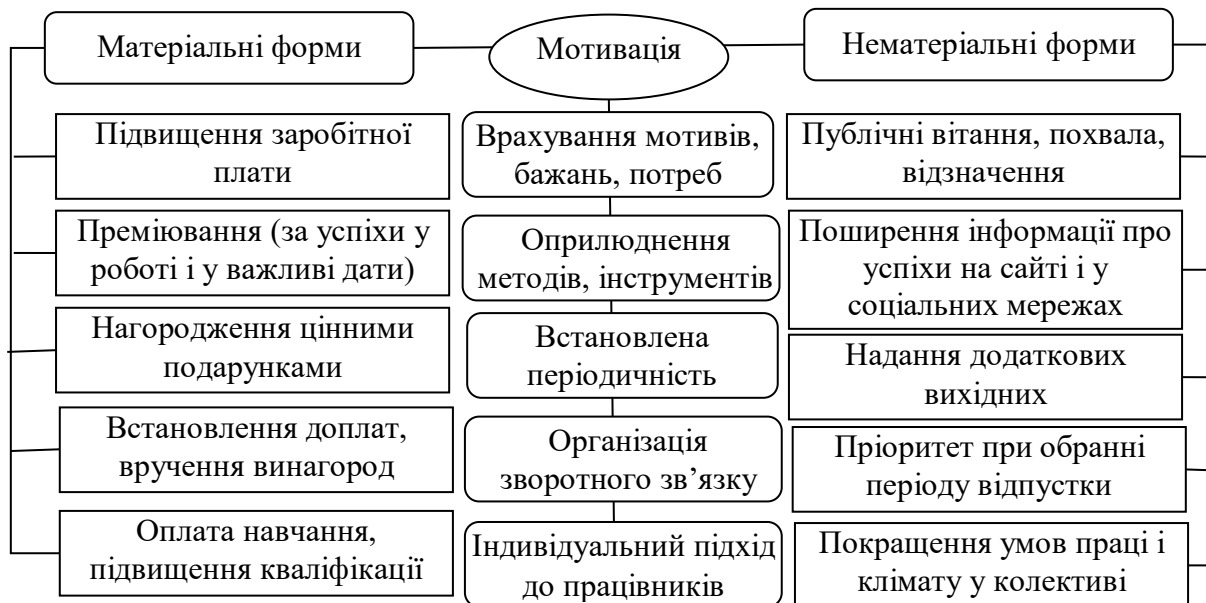 Матеріальні форми
Мотивація
Нематеріальні форми
Підвищення заробітної
плати
Преміювання (за успіхи у
роботі і у важливі дати)
Нагородження цінними
подарунками
Встановлення доплат,
вручення винагород
Оплата навчання,
підвищення кваліфікації
Врахування мотивів,
бажань, потреб
Оприлюднення
методів, інструментів
Встановлена
періодичність
Організація
зворотного зв’язку
Індивідуальний підхід
до працівників
Публічні вітання, похвала,
відзначення
Поширення інформації про
успіхи на сайті і у
соціальних мережах
Надання додаткових
вихідних
Пріоритет при обранні
періоду відпустки
Покращення умов праці і
клімату у колективі